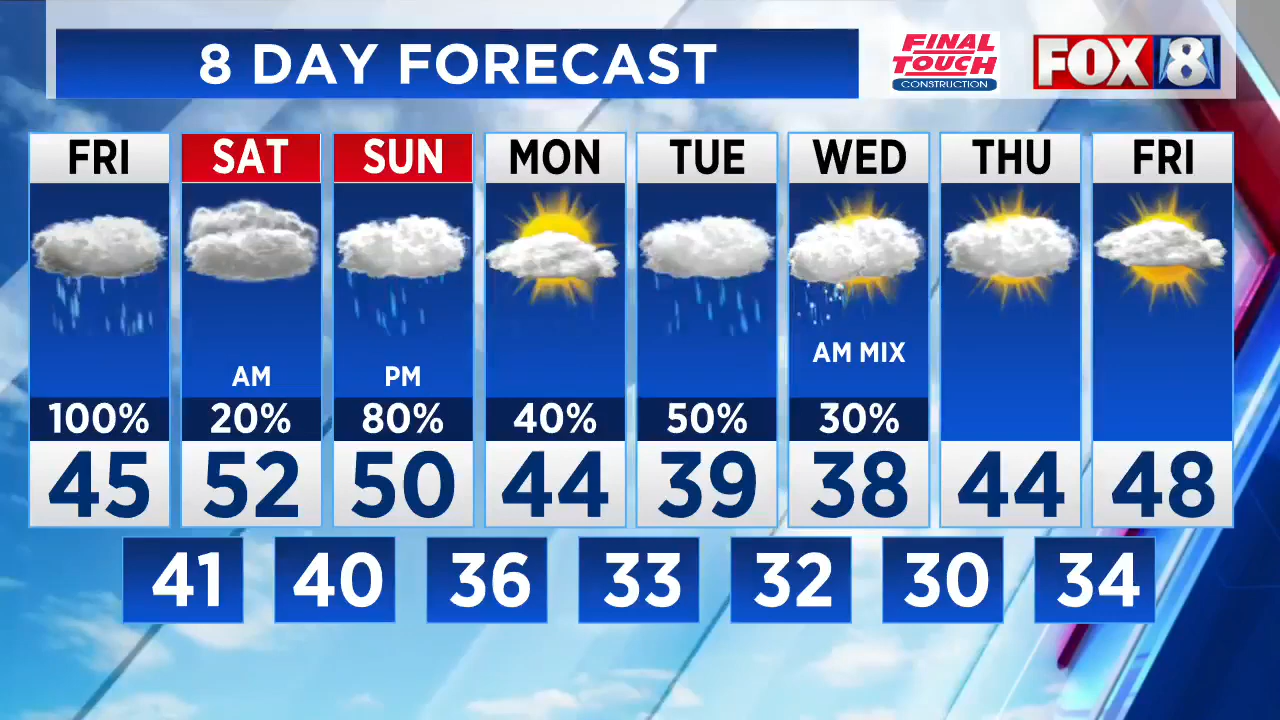 8 DAY FORECAST
FINAL
TOUCH
CONSTRUCTION
FOX 8
FRI SAT SUN MON TUE WED THU FRI
AM MIX
AM PM
100% 20% 80% 40% 50% 30%
45 52 50 44 39 38 44 48
41 40 36 33 32 30 34